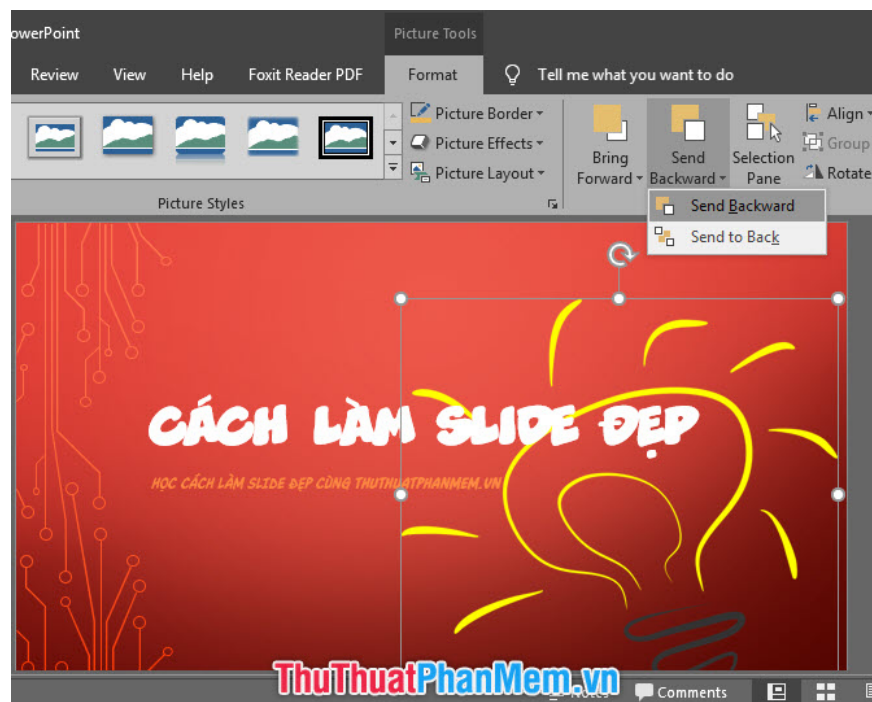 owerPoint
Picture Tools
Review View Help Foxit Reader PDF Format Tell me what you want to do
Picture Border
Picture Effects
Picture Layout
Bring Forward
Send Backward
Selection Pane
Align
Group
Rotate
Picture Styles
Send Backward
Send to Back
CÁCH LÀM SLIDE ĐẸP
HỌC CÁCH LÀM SLIDE ĐẸP CÙNG THUTHUATPHANMEM.VN
ThuThuatPhanMem.vn
Notes Comments